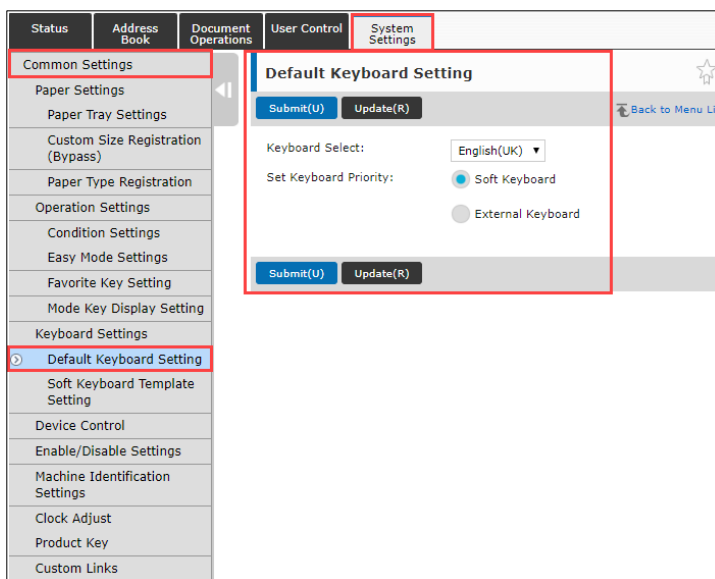 Status
Address
Book
Document
Operations
User Control
System
Settings
Common Settings
Paper Settings
Paper Tray Settings
Custom Size Registration
(Bypass)
Paper Type Registration
Operation Settings
Condition Settings
Easy Mode Settings
Favorite Key Setting
Mode Key Display Setting
Keyboard Settings
Default Keyboard Setting
Soft Keyboard Template
Setting
Device Control
Enable/Disable Settings
Machine Identification
Settings
Clock Adjust
Product Key
Custom Links
Default Keyboard Setting
Submit(U) Update(R)
Back to Menu Li
Keyboard Select: English(UK)
Set Keyboard Priority: Soft Keyboard
External Keyboard
Submit(U) Update(R)